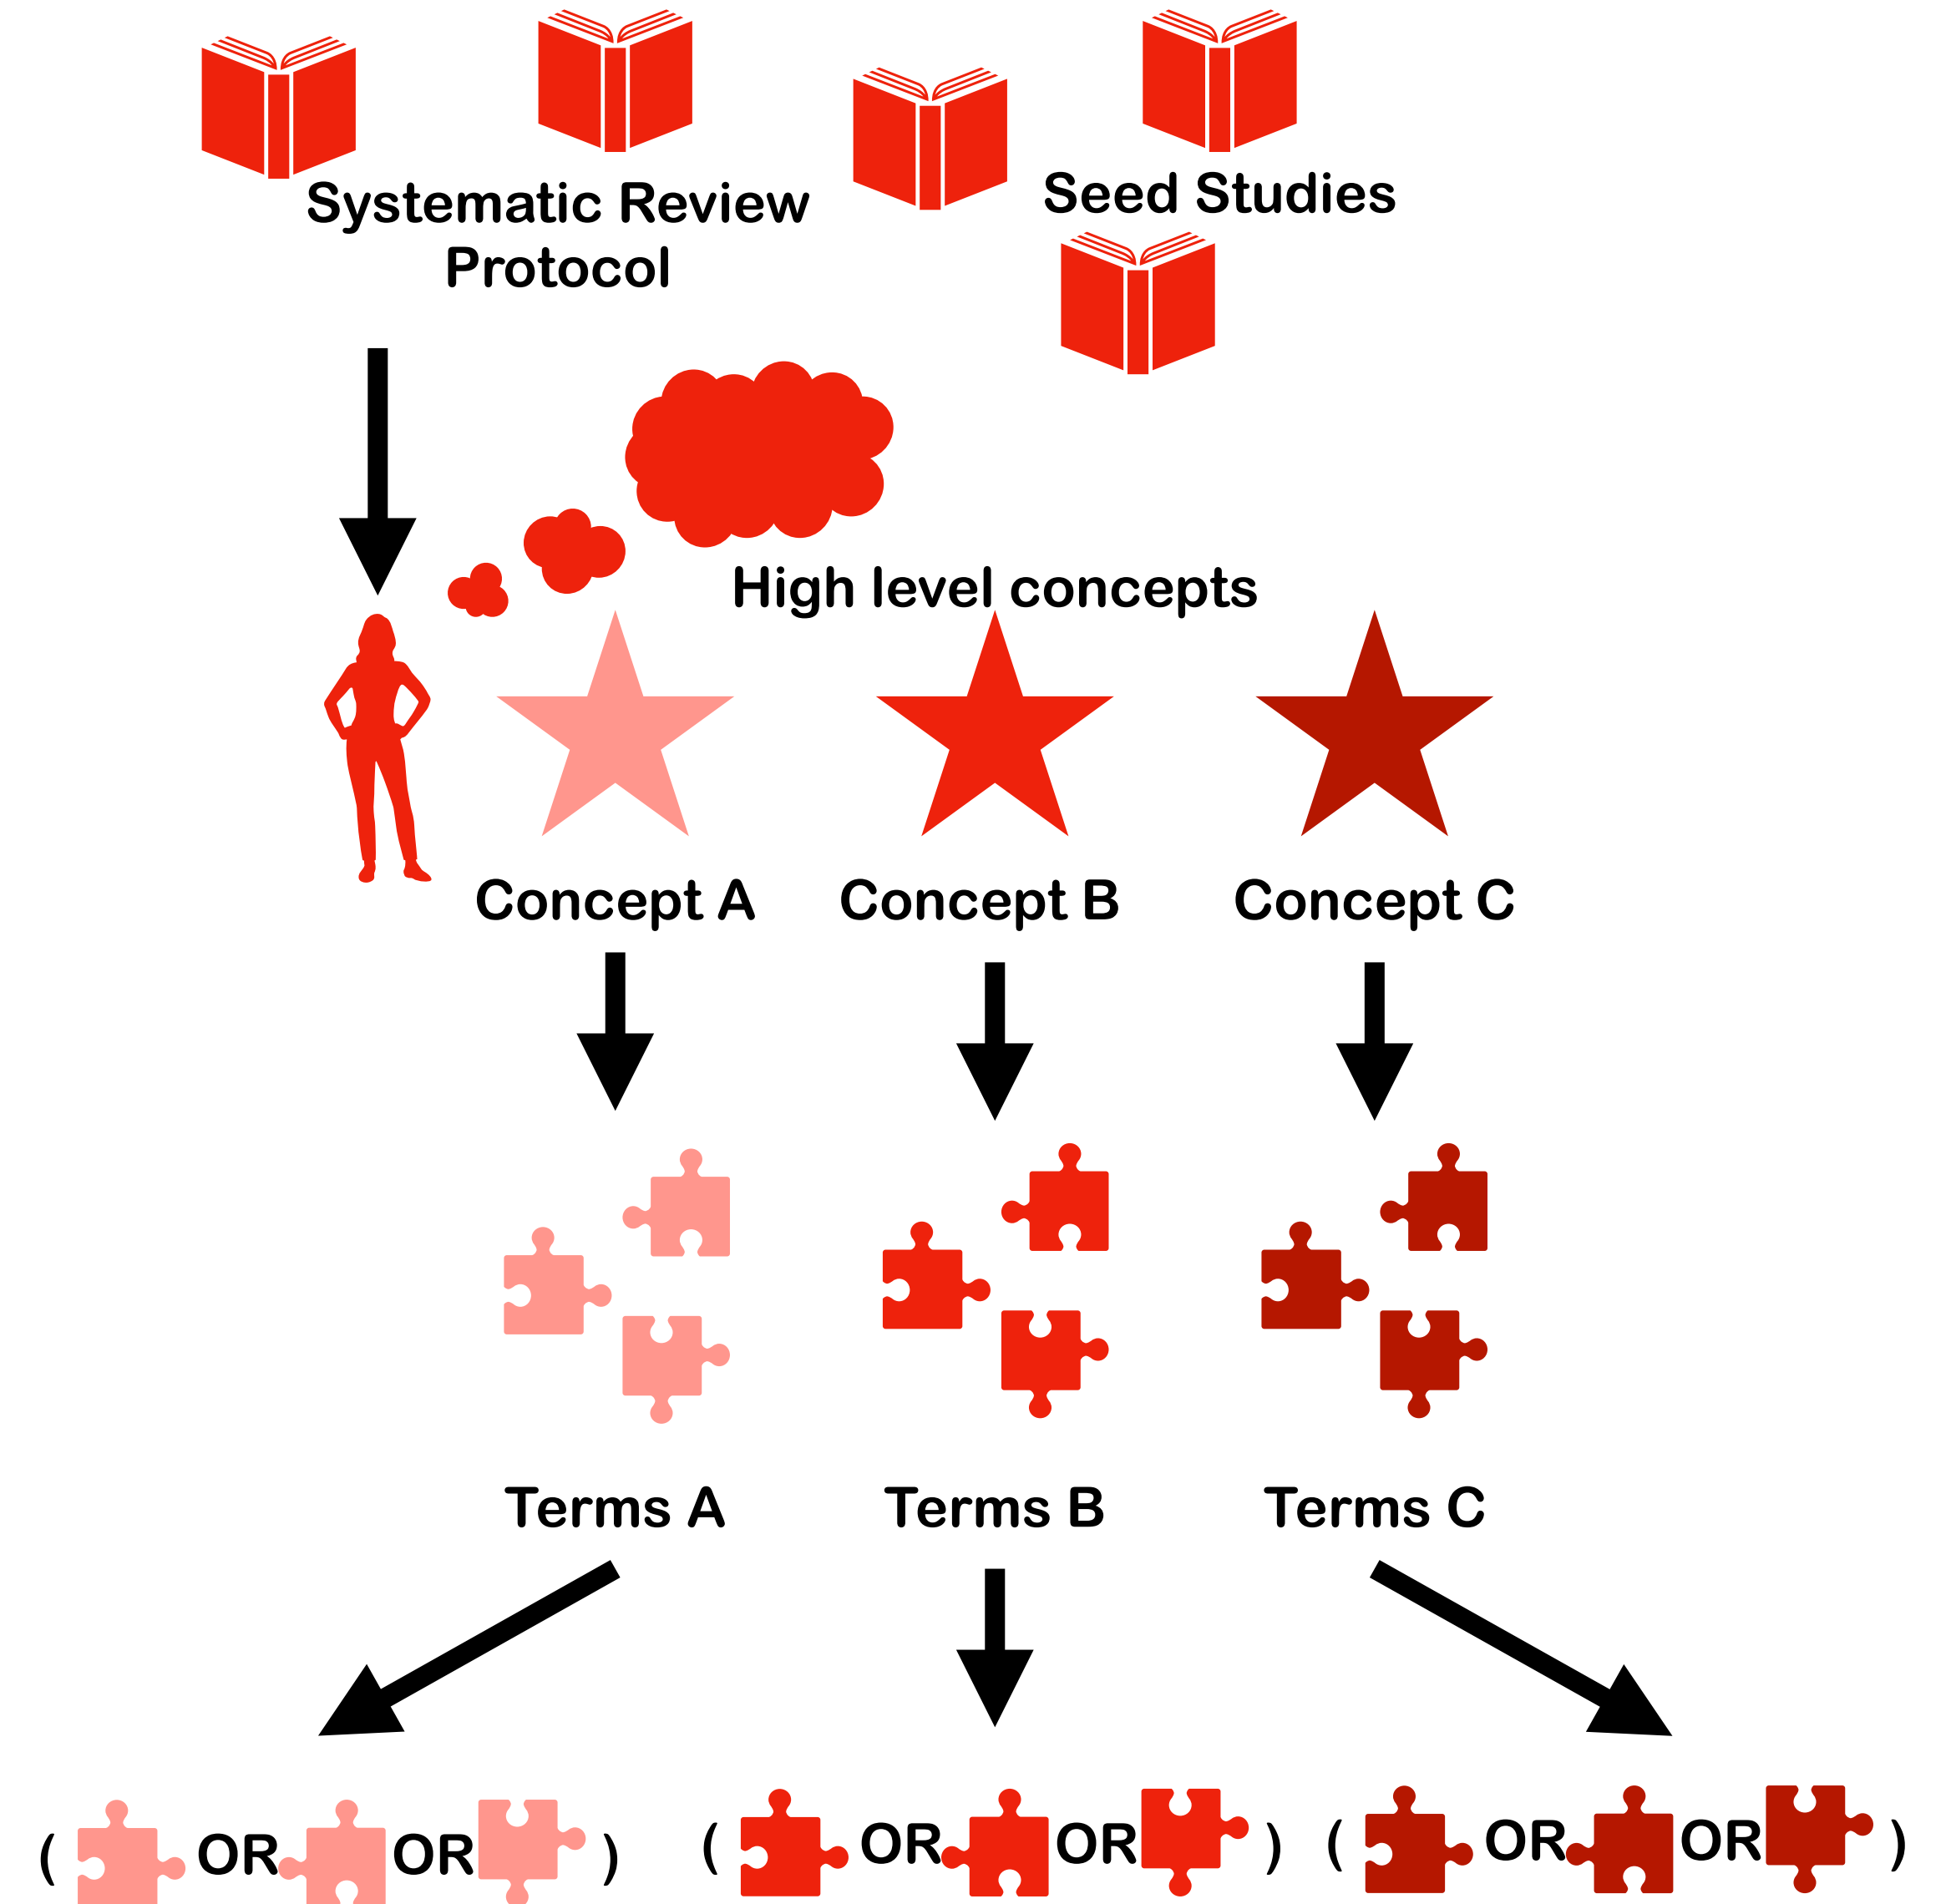 Systematic Review
Protocol
Seed Studies
High level concepts
Concept A
Concept B
Concept C
Terms A
Terms B
Terms C
( OR OR ) ( OR OR ) ( OR OR )